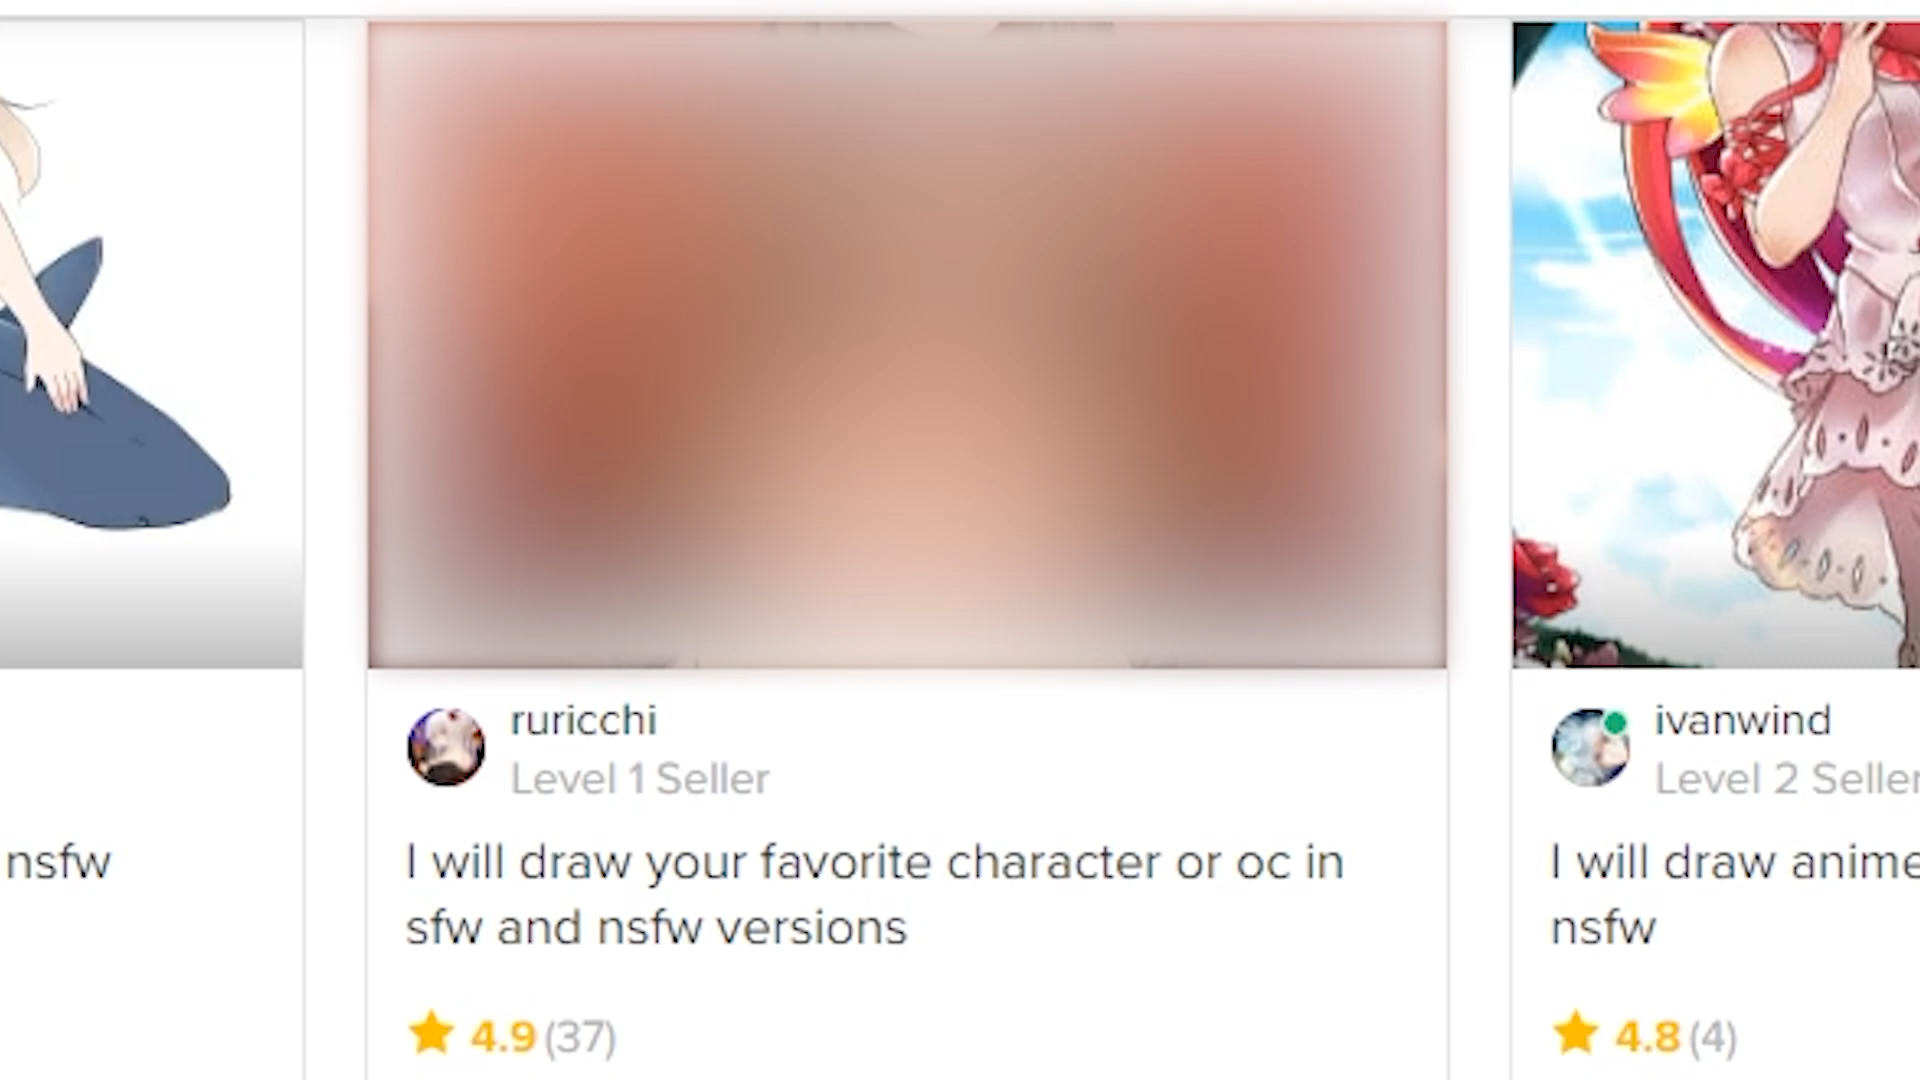 nsfw
ruricchi
Level 1 Seller
I will draw your favorite character or oc in
sfw and nsfw versions
4.9 (37)
ivanwind
Level 2 Seller
I will draw anime
nsfw
4.8 (4)